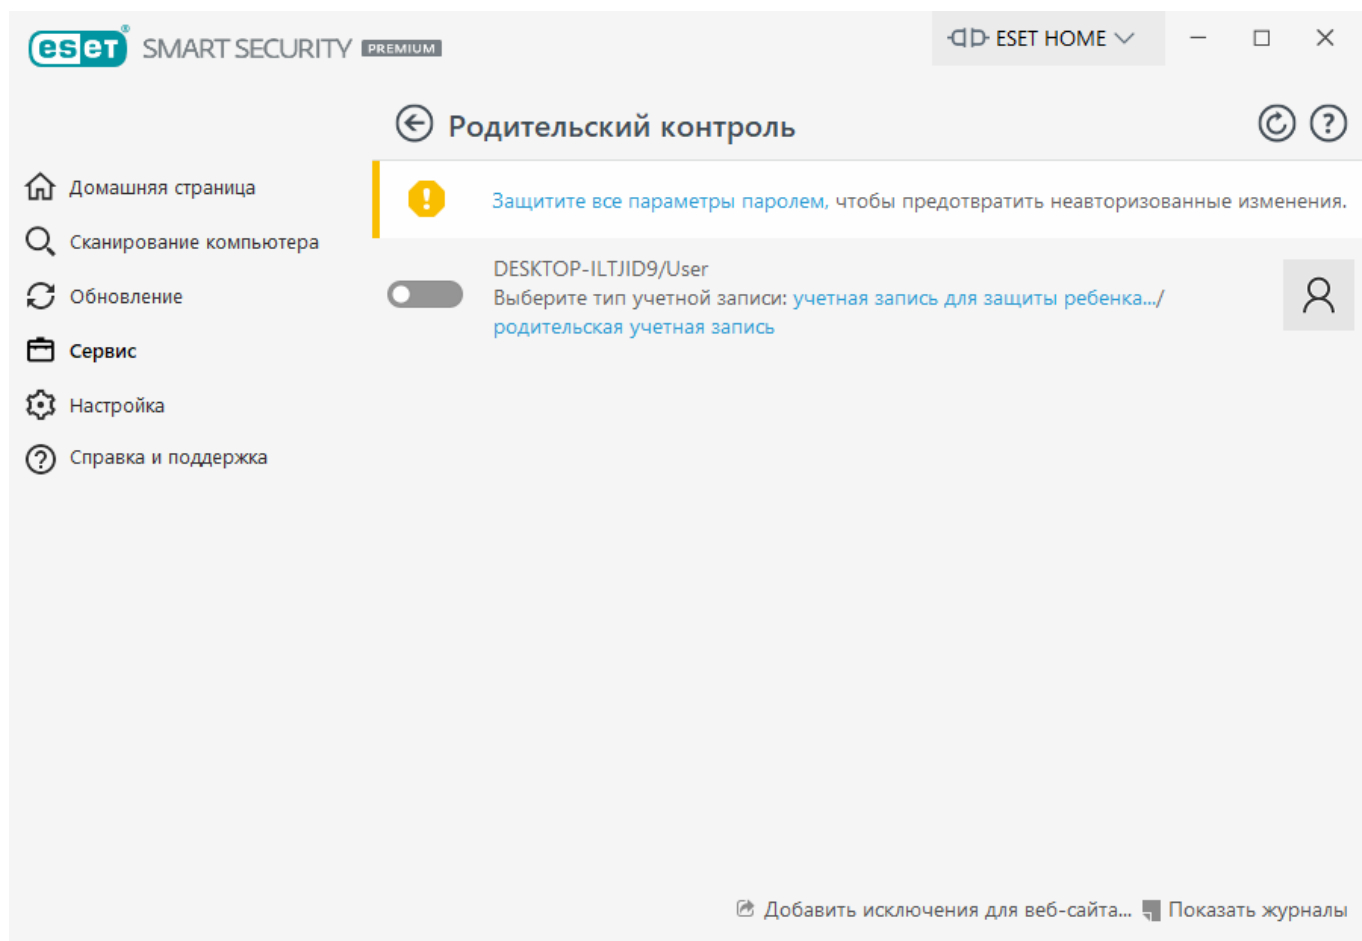 eset® SMART SECURITY PREMIUM
ESET HOME
Родительский контроль
Домашняя страница
Сканирование компьютера
Обновление
Сервис
Настройка
Справка и поддержка
Защитите все параметры паролем, чтобы предотвратить неавторизованные изменения.
DESKTOP-ILTJID9/User
Выберите тип учетной записи: учетная запись для защиты ребенка.../
родительская учетная запись
Добавить исключения для веб-сайта... Показать журналы